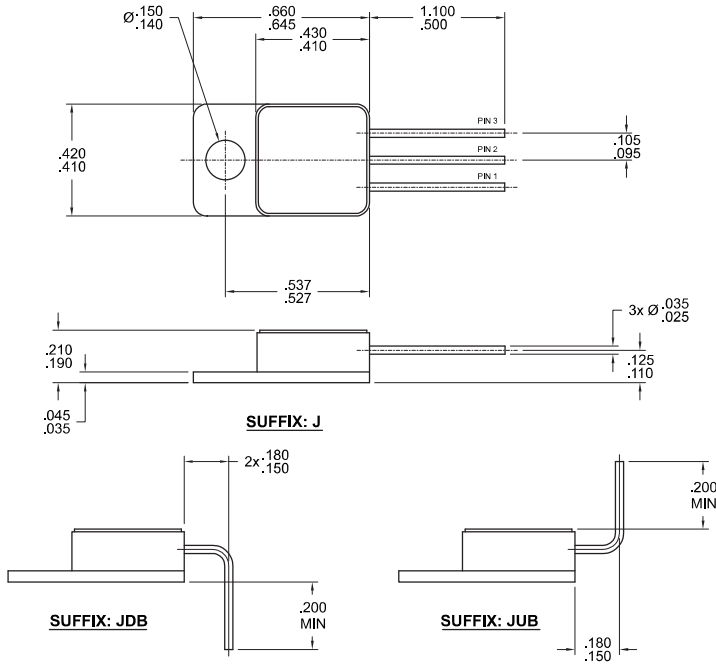 Ø .150
.140
.660
.645
.430
.410
1.100
.500
PIN 3
PIN 2
PIN 1
.105
.095
.420
.410
.537
.527
3x Ø .035
.025
.210
.190
.125
.110
.045
.035
SUFFIX: J
2x .180
.150
.200
MIN
.200
MIN
SUFFIX: JDB
SUFFIX: JUB
.180
.150